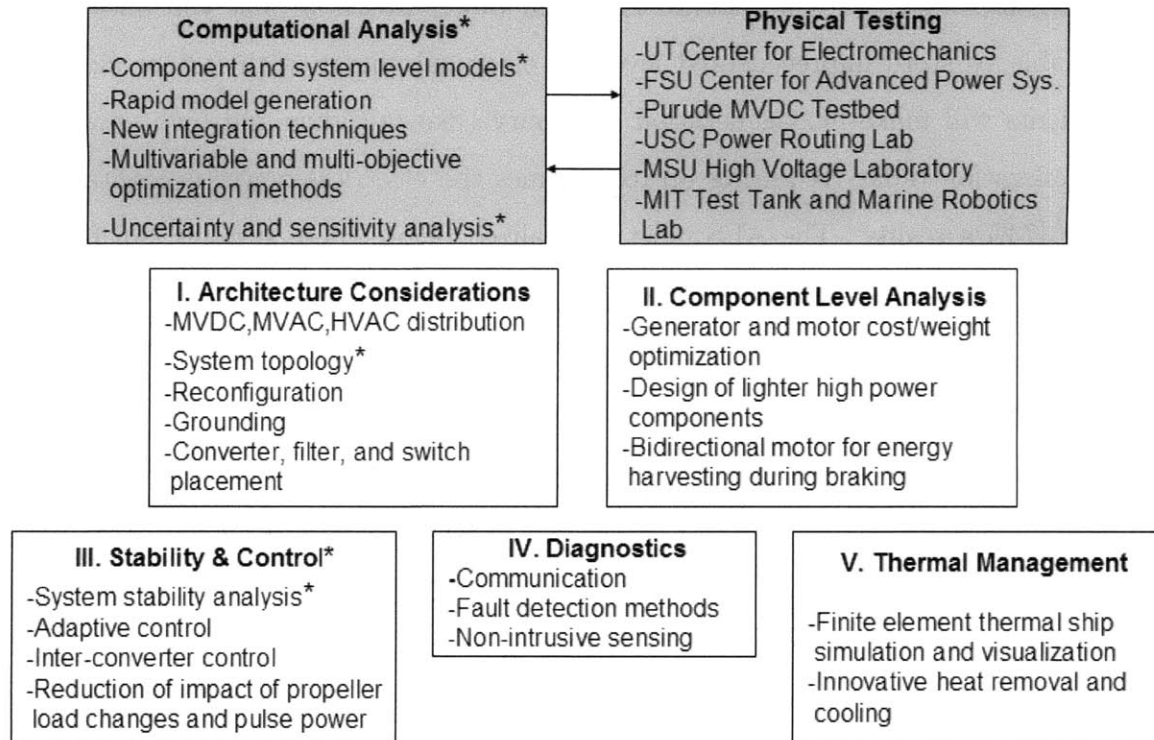 Computational Analysis*
-Component and system level models*
-Rapid model generation
-New integration techniques
-Multivariable and multi-objective
optimization methods
-Uncertainty and sensitivity analysis*
Physical Testing
-UT Center for Electromechanics
-FSU Center for Advanced Power Sys.
-Purude MVDC Testbed
-USC Power Routing Lab
-MSU High Voltage Laboratory
-MIT Test Tank and Marine Robotics
Lab
I. Architecture Considerations
-MVDC,MVAC,HVAC distribution
-System topology*
-Reconfiguration
-Grounding
-Converter, filter, and switch
placement
II. Component Level Analysis
-Generator and motor cost/weight
optimization
-Design of lighter high power
components
-Bidirectional motor for energy
harvesting during braking
III. Stability & Control*
-System stability analysis*
-Adaptive control
-Inter-converter control
-Reduction of impact of propeller
load changes and pulse power
IV. Diagnostics
-Communication
-Fault detection methods
-Non-intrusive sensing
V. Thermal Management
-Finite element thermal ship
simulation and visualization
-Innovative heat removal and
cooling